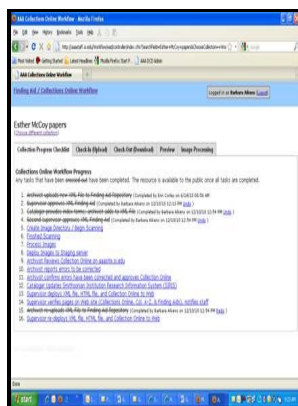 AAA Collections Online Workflow - Mozilla Firefox
File Edit View History Bookmarks Tools Help
Most Visited Getting Started Latest Headlines Mozilla Firefox Start P... AAA DCD Admin
AAA Collections Online Workflow
Finding Aid / Collections Online Workflow
Logged in as Barbara Aikens (Logout)
Esther McCoy papers
(Choose different collection)
Collection Progress Checklist Check In (Upload) Check Out (Download) Preview Image Processing
Collections Online Workflow Progress
Any tasks that have been crossed out have been completed. The resource is available to the public once all tasks are completed.
1. Archivist uploads new XML File to Finding Aid Repository
2. Supervisor approves XML Finding Aid
3. Cataloger provides index terms; archivist adds to XML File
4. Second supervisor approves XML Finding Aid
5. Create Image Directory / Begin Scanning
6. Finished Scanning
7. Process Images
8. Deploy Images to Staging server
9. Archivist Reviews Collection Online on aaadev.si.edu
10. Archivist reports errors to be corrected
11. Archivist confirms errors have been corrected and approves Collection Online
12. Cataloger Updates Smithsonian Institution Research Information System (SIRIS)
13. Supervisor deploys XML file, HTML file, and Collection Online to Web
14. Supervisor verifies pages on Web site (Collections Online, Col. A-Z, & Finding Aids), notifies staff
15. Archivist re-uploads XML File to Finding Aid Repository
16. Supervisor re-deploys XML file, HTML file, and Collection Online to Web
Done
start